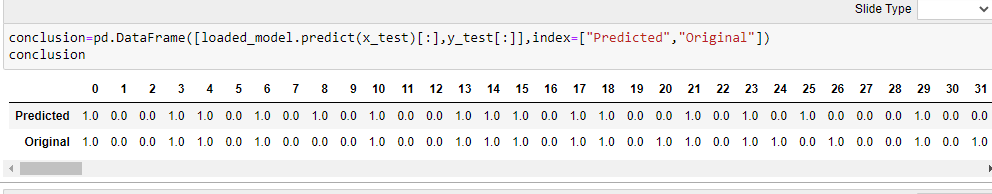 Slide Type
conclusion=pd.DataFrame([loaded_model.predict(x_test)[:],y_test[:]],index=["Predicted","Original"])
conclusion
0 1 2 3 4 5 6 7 8 9 10 11 12 13 14 15 16 17 18 19 20 21 22 23 24 25 26 27 28 29 30 31
Predicted 1.0 0.0 0.0 1.0 1.0 0.0 1.0 0.0 1.0 0.0 1.0 0.0 0.0 1.0 1.0 1.0 0.0 1.0 1.0 0.0 0.0 1.0 0.0 1.0 0.0 1.0 0.0 0.0 0.0 1.0 0.0 0.0
Original 1.0 0.0 0.0 1.0 1.0 0.0 1.0 0.0 0.0 0.0 1.0 0.0 0.0 1.0 1.0 1.0 0.0 1.0 1.0 0.0 1.0 1.0 0.0 1.0 1.0 0.0 1.0 0.0 0.0 1.0 0.0 1.0